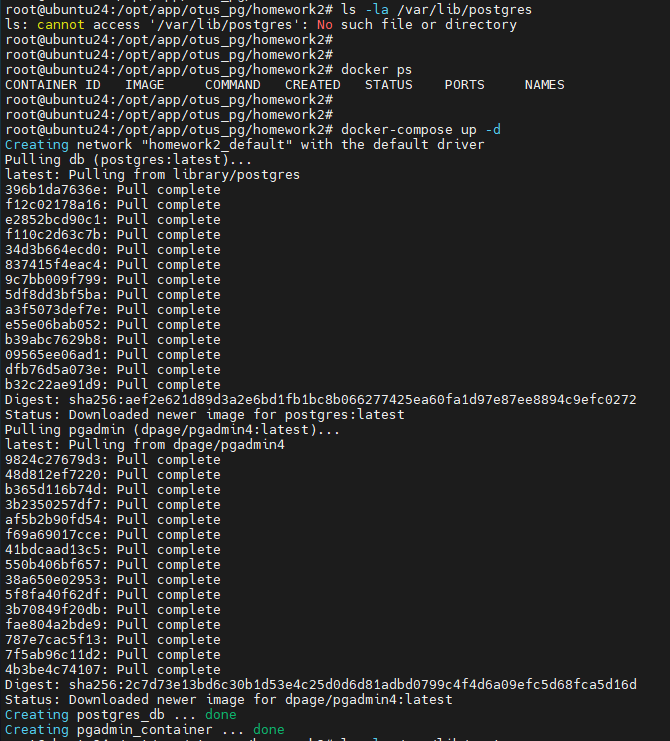 root@ubuntu24:/opt/app/otus_pg/homework2# ls -la /var/lib/postgres
ls: cannot access '/var/lib/postgres': No such file or directory
root@ubuntu24:/opt/app/otus_pg/homework2#
root@ubuntu24:/opt/app/otus_pg/homework2#
root@ubuntu24:/opt/app/otus_pg/homework2# docker ps
CONTAINER ID   IMAGE     COMMAND   CREATED   STATUS    PORTS     NAMES
root@ubuntu24:/opt/app/otus_pg/homework2#
root@ubuntu24:/opt/app/otus_pg/homework2#
root@ubuntu24:/opt/app/otus_pg/homework2# docker-compose up -d
Creating network "homework2_default" with the default driver
Pulling db (postgres:latest)...
latest: Pulling from library/postgres
396b1da7636e: Pull complete
f12c02178a16: Pull complete
e2852bcd90c1: Pull complete
f110c2d63c7b: Pull complete
34d3b664ecd0: Pull complete
837415f4eac4: Pull complete
9c7bb009f799: Pull complete
5df8dd3bf5ba: Pull complete
a3f5073def7e: Pull complete
e55e06bab052: Pull complete
b39abc7629b8: Pull complete
09565ee06ad1: Pull complete
dfb76d5a073e: Pull complete
b32c22ae91d9: Pull complete
Digest: sha256:aef2e621d89d3a2e6bd1fb1bc8b066277425ea60fa1d97e87ee8894c9efc0272
Status: Downloaded newer image for postgres:latest
Pulling pgadmin (dpage/pgadmin4:latest)...
latest: Pulling from dpage/pgadmin4
9824c27679d3: Pull complete
48d812ef7220: Pull complete
b365d116b74d: Pull complete
3b2350257df7: Pull complete
af5b2b90fd54: Pull complete
f69a69017cce: Pull complete
41bdcaad13c5: Pull complete
550b406bf657: Pull complete
38a650e02953: Pull complete
5f8fa40f62df: Pull complete
3b70849f20db: Pull complete
fae804a2bde9: Pull complete
787e7cac5f13: Pull complete
7f5ab96c11d2: Pull complete
4b3be4c74107: Pull complete
Digest: sha256:2c7d73e13bd6c30b1d53e4c25d0d6d81adbd0799c4f4d6a09efc5d68fca5d16d
Status: Downloaded newer image for dpage/pgadmin4:latest
Creating postgres_db ... done
Creating pgadmin_container ... done